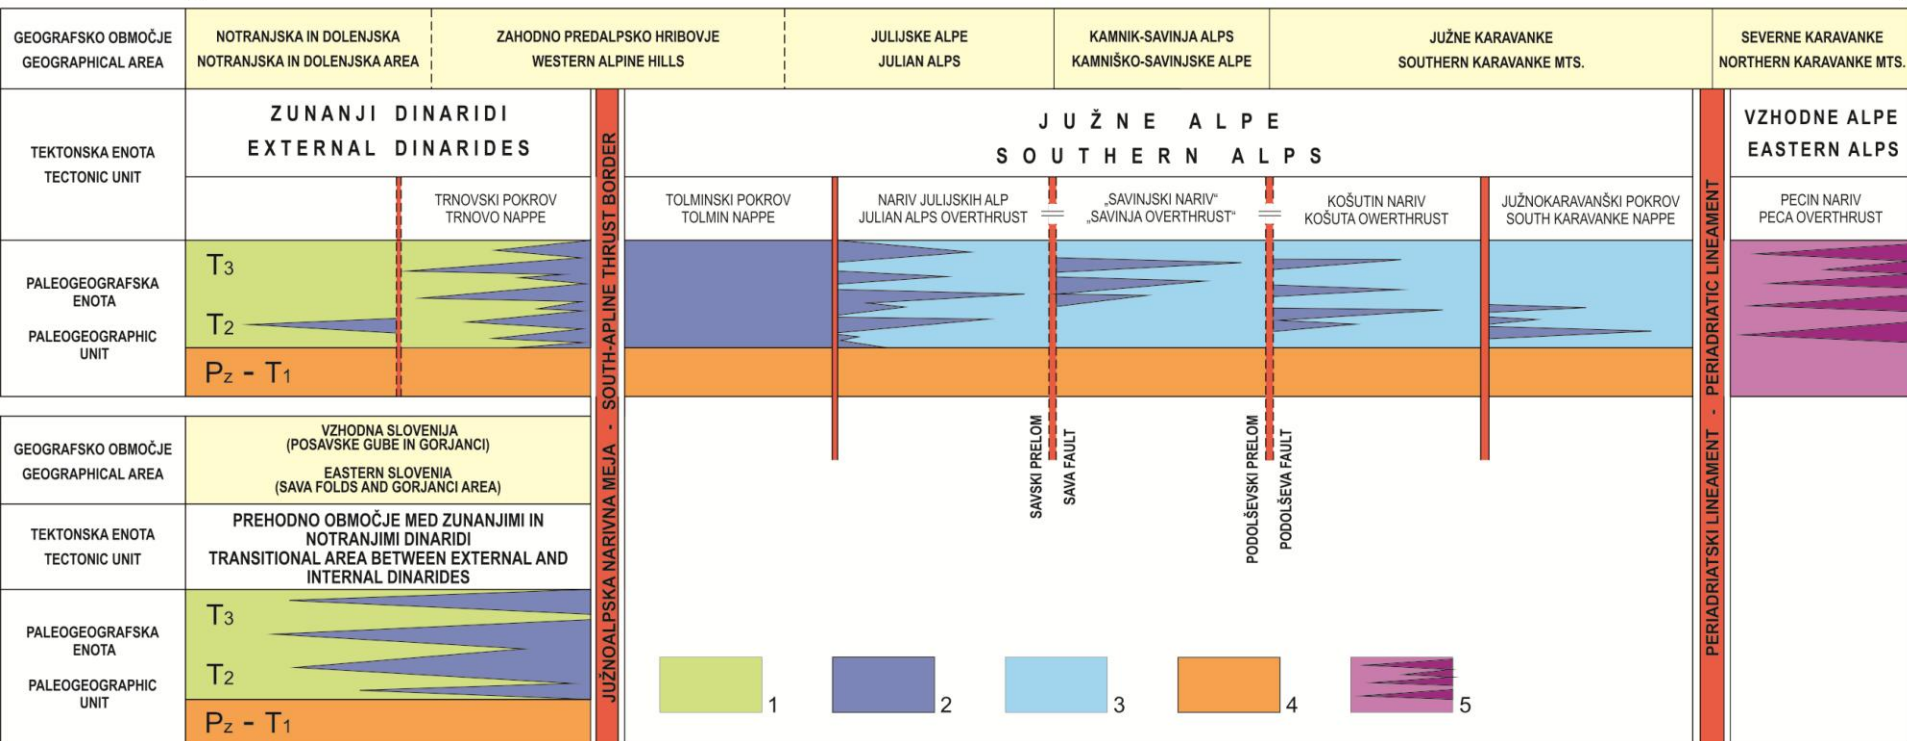 GEOGRAFSKO OBMOČJE
GEOGRAPHICAL AREA
NOTRANJSKA IN DOLENJSKA
NOTRANJSKA IN DOLENJSKA AREA
ZAHODNO PREDALPSKO HRIBOVJE
WESTERN ALPINE HILLS
JULIJSKE ALPE
JULIAN ALPS
KAMNIK-SAVINJA ALPS
KAMNIŠKO-SAVINJSKE ALPE
JUŽNE KARAVANKE
SOUTHERN KARAVANKE MTS.
SEVERNE KARAVANKE
NORTHERN KARAVANKE MTS.
TEKTONSKA ENOTA
TECTONIC UNIT
ZUNANJI DINARIDI
EXTERNAL DINARIDES
JUŽNE ALPE
SOUTHERN ALPS
VZHODNE ALPE
EASTERN ALPS
TRNOVSKI POKROV
TRNOVO NAPPE
TOLMINSKI POKROV
TOLMIN NAPPE
NARIV JULIJSKIH ALP
JULIAN ALPS OVERTHRUST
„SAVINJSKI NARIV“
„SAVINJA OVERTHRUST“
KOŠUTIN NARIV
KOŠUTA OWERTHRUST
JUŽNOKARAVANŠKI POKROV
SOUTH KARAVANKE NAPPE
PECIN NARIV
PECA OVERTHRUST
PALEOGEOGRAFSKA
ENOTA
PALEOGEOGRAPHIC
UNIT
T3
T2
Pz - T1
JUŽNOALPSKA NARIVNA MEJA - SOUTH-APLINE THRUST BORDER
SAVSKI PRELOM
SAVA FAULT
PODOLŠEVSKI PRELOM
PODOLŠEVA FAULT
PERIADRIATSKI LINEAMENT - PERIADRIATIC LINEAMENT
GEOGRAFSKO OBMOČJE
GEOGRAPHICAL AREA
VZHODNA SLOVENIJA
(POSAVSKE GUBE IN GORJANCI)
EASTERN SLOVENIA
(SAVA FOLDS AND GORJANCI AREA)
TEKTONSKA ENOTA
TECTONIC UNIT
PREHODNO OBMOČJE MED ZUNANJIMI IN
NOTRANJIMI DINARIDI
TRANSITIONAL AREA BETWEEN EXTERNAL AND
INTERNAL DINARIDES
PALEOGEOGRAFSKA
ENOTA
PALEOGEOGRAPHIC
UNIT
T3
T2
Pz - T1
1
2
3
4
5